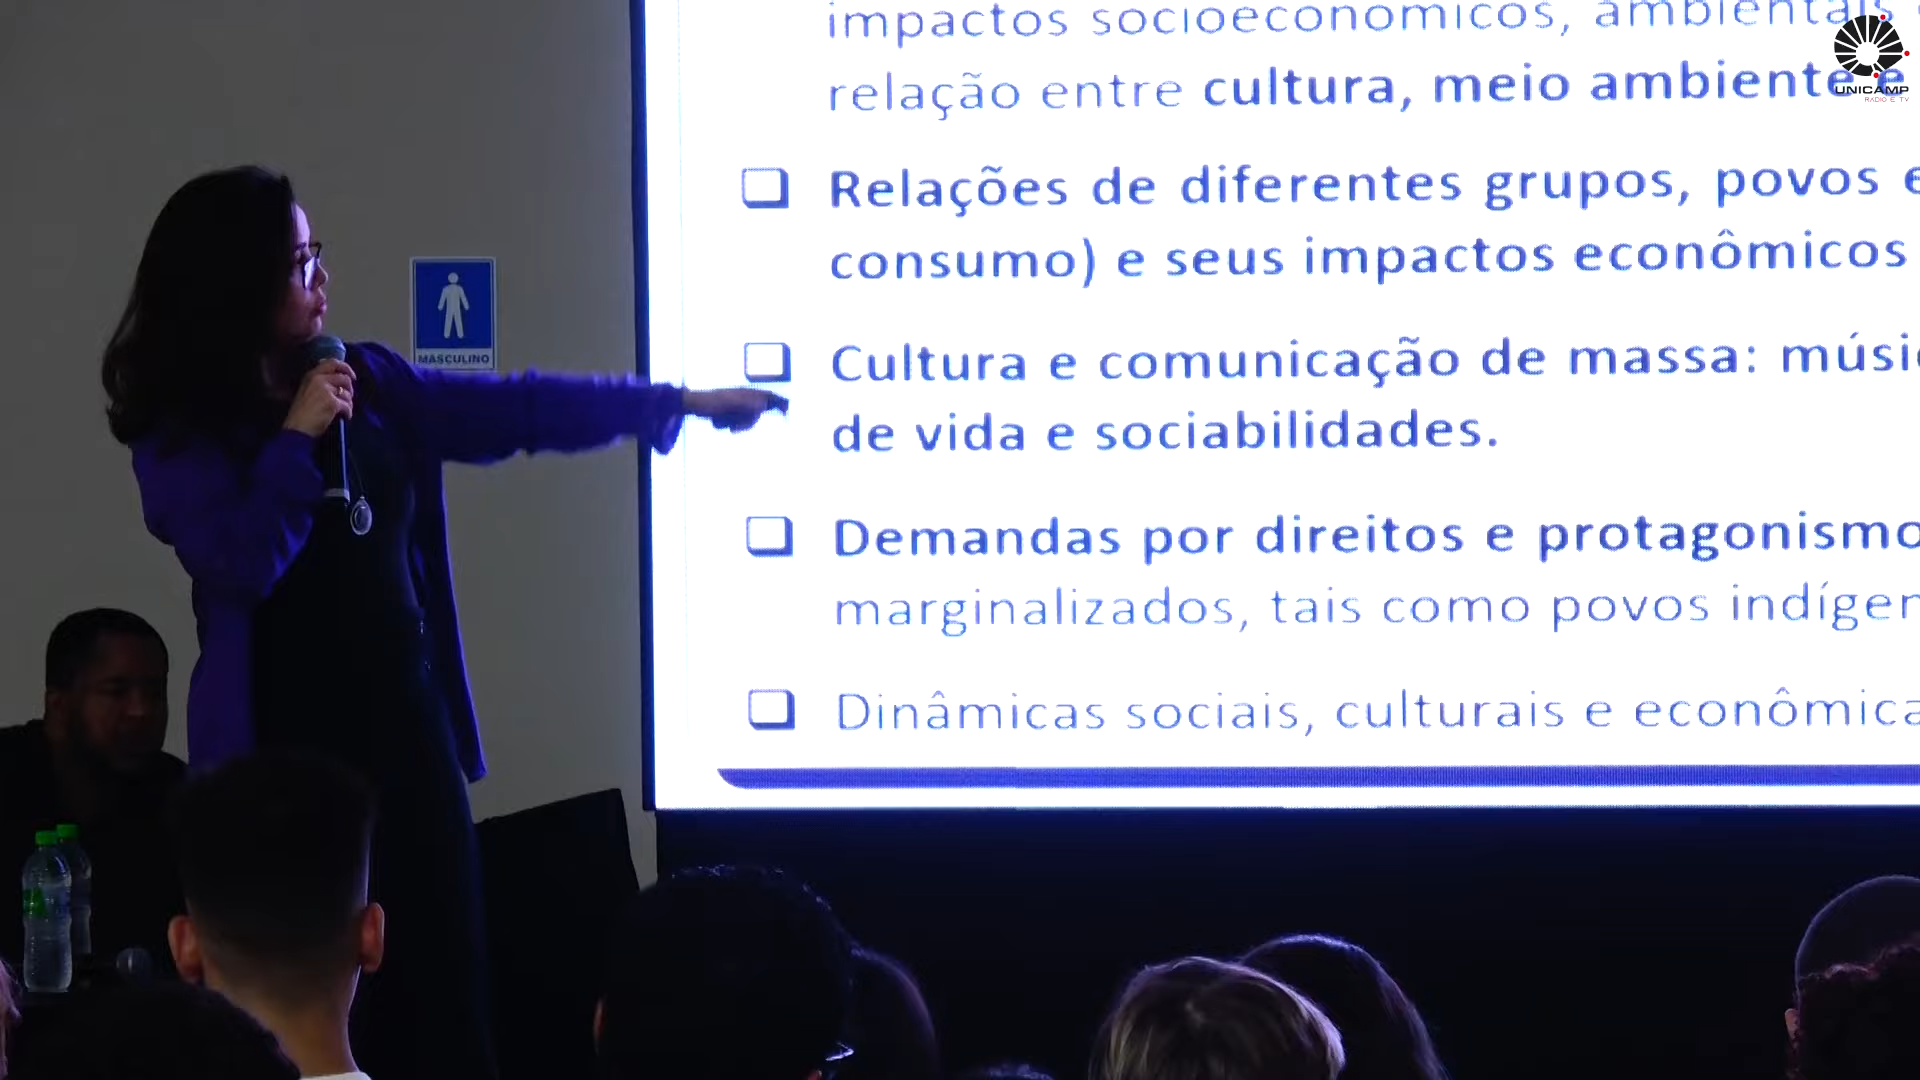 impactos socioeconômicos, ambientais
relação entre cultura, meio ambiente e
Relações de diferentes grupos, povos e
consumo) e seus impactos econômicos
Cultura e comunicação de massa:
de vida e sociabilidades.
Demandas por direitos e protagonismo
marginalizados, tais como povos
Dinâmicas sociais, culturais e
MASCULINO
UNICAMP
RADIO E TV